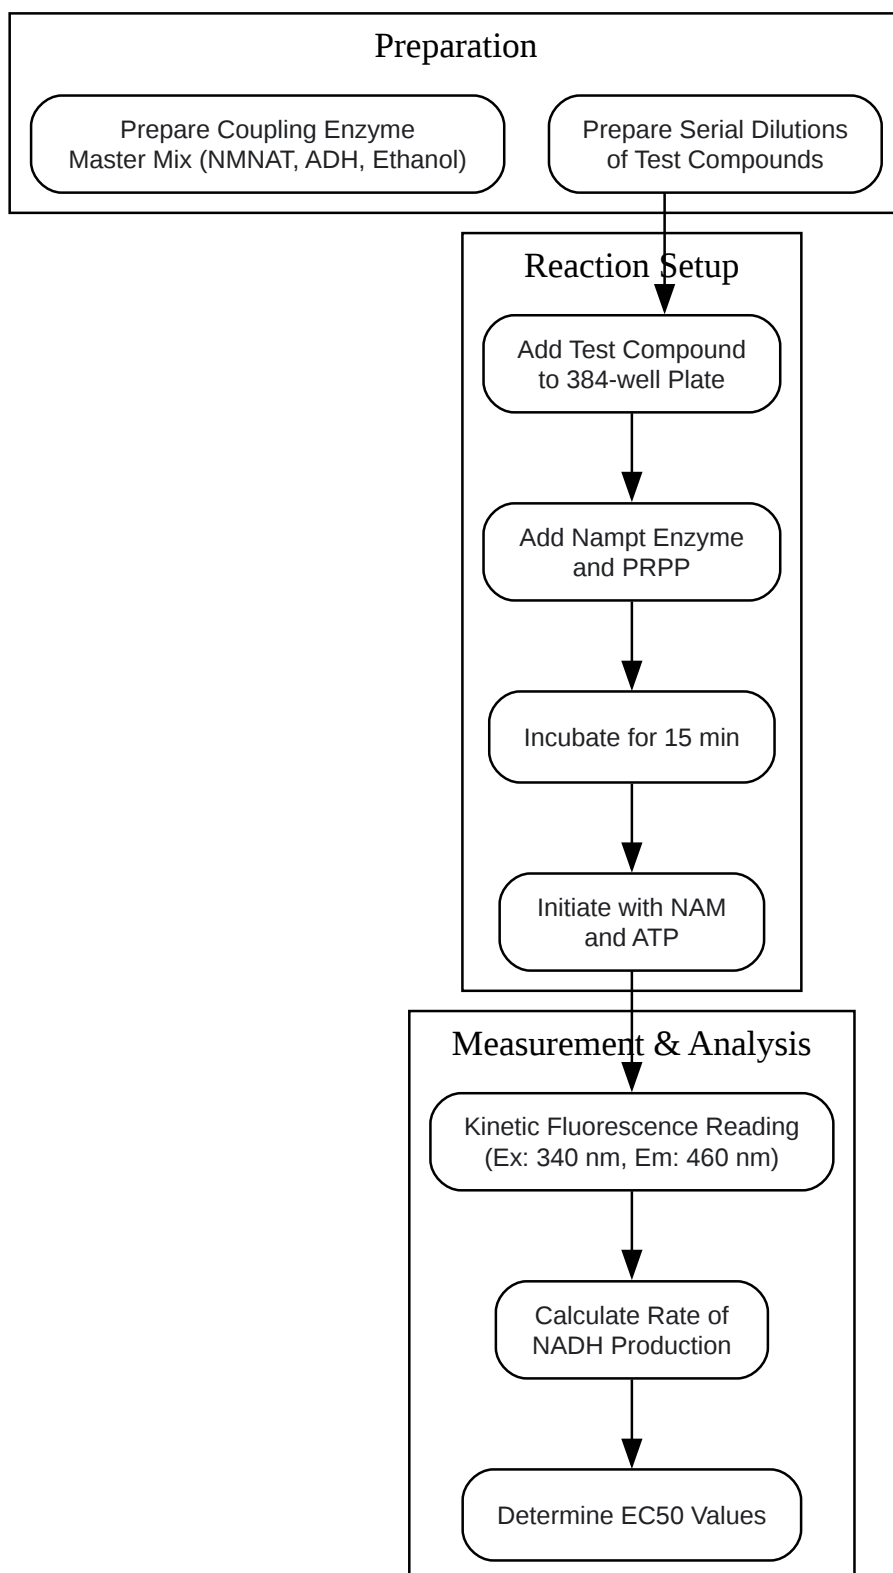 Preparation
Prepare Coupling Enzyme
Master Mix (NMNAT, ADH, Ethanol)
Prepare Serial Dilutions
of Test Compounds
Reaction Setup
Add Test Compound
to 384-well Plate
Add Nampt Enzyme
and PRPP
Incubate for 15 min
Initiate with NAM
and ATP
Measurement & Analysis
Kinetic Fluorescence Reading
(Ex: 340 nm, Em: 460 nm)
Calculate Rate of
NADH Production
Determine EC50 Values